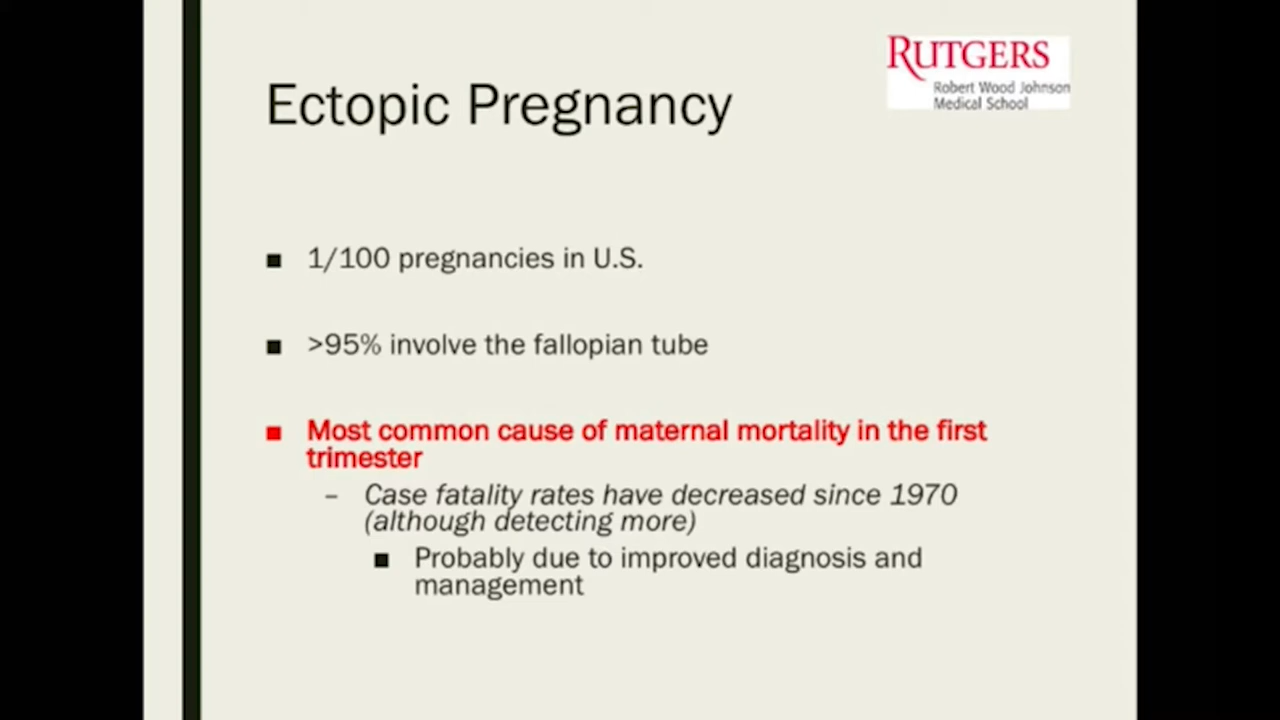 RUTGERS
Robert Wood Johnson
Medical School
Ectopic Pregnancy
■ 1/100 pregnancies in U.S.
■ >95% involve the fallopian tube
■ Most common cause of maternal mortality in the first
trimester
– Case fatality rates have decreased since 1970
(although detecting more)
■ Probably due to improved diagnosis and
management